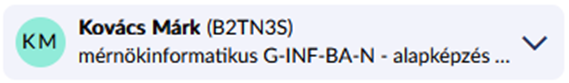 KM
Kovács Márk (B2TN3S)
mérnökinformatikus G-INF-BA-N - alapképzés ...